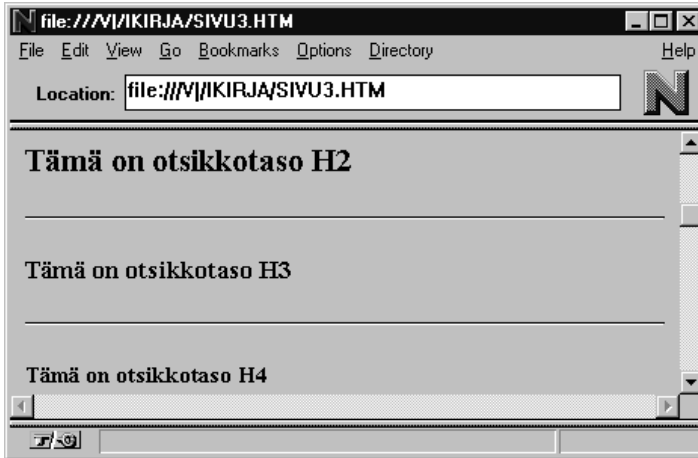 N file:///V|/IKIRJA/SIVU3.HTM
File Edit View Go Bookmarks Options Directory Help
Location: file:///V|/IKIRJA/SIVU3.HTM N
Tämä on otsikkotaso H2
Tämä on otsikkotaso H3
Tämä on otsikkotaso H4